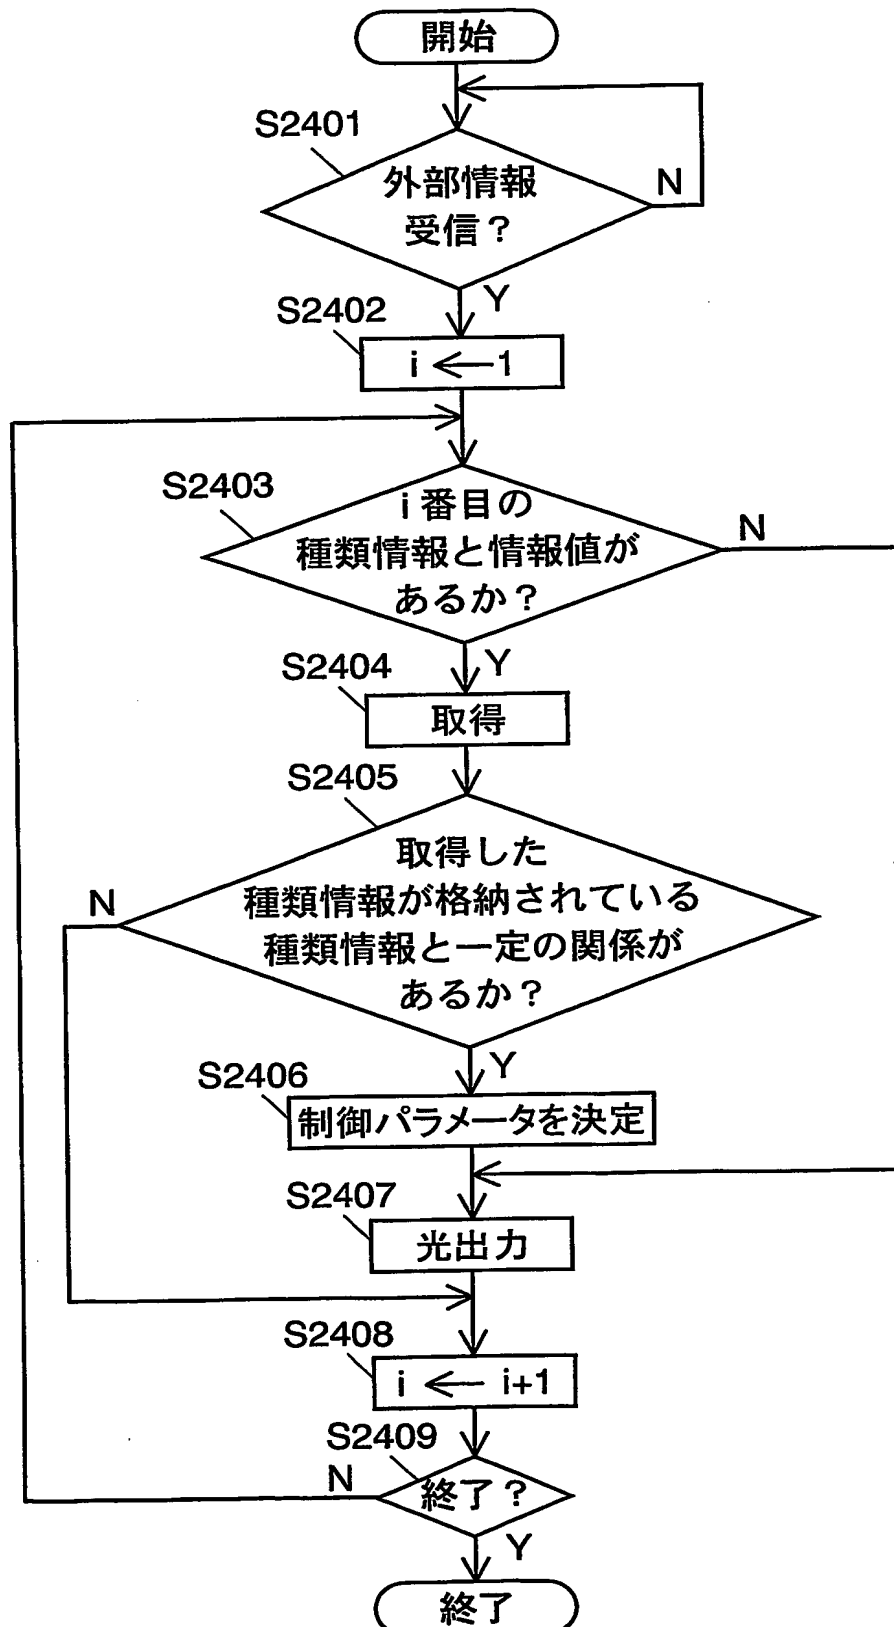 開始
S2401
外部情報
受信？
N
Y
S2402
i ← 1
S2403
i 番目の
種類情報と情報値が
あるか？
N
Y
S2404
取得
S2405
取得した
種類情報が格納されている
種類情報と一定の関係が
あるか？
N
Y
S2406
制御パラメータを決定
S2407
光出力
S2408
i ← i+1
S2409
終了？
N
Y
終了